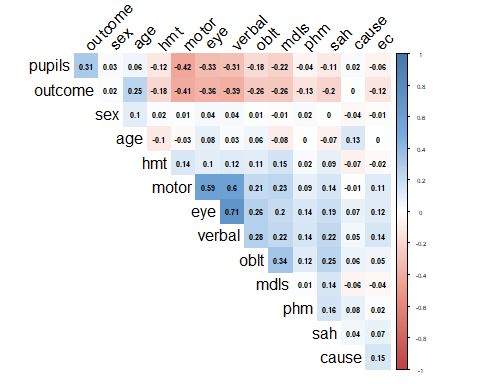 outcome sex age hmt motor eye verbal oblt mdls phm sah cause ec
pupils 0.31 0.03 0.06 -0.12 -0.42 -0.33 -0.31 -0.18 -0.22 -0.04 -0.11 0.02 -0.06
outcome 0.02 0.25 -0.18 -0.41 -0.36 -0.39 -0.26 -0.26 -0.13 -0.2 0 -0.12
sex 0.1 0.02 0.01 0.04 0.04 0.01 -0.01 0.02 0 -0.04 -0.01
age -0.1 -0.03 0.08 0.03 0.06 -0.08 0 -0.07 0.13 0
hmt 0.14 0.1 0.12 0.11 0.15 0.02 0.09 -0.07 -0.02
motor 0.59 0.6 0.21 0.23 0.09 0.14 -0.01 0.11
eye 0.71 0.26 0.2 0.14 0.19 0.07 0.12
verbal 0.28 0.22 0.14 0.22 0.05 0.14
oblt 0.34 0.12 0.25 0.06 0.05
mdls 0.01 0.14 -0.06 -0.04
phm 0.16 0.08 0.02
sah 0.04 0.07
cause 0.15
1
0.8
0.6
0.4
0.2
0
-0.2
-0.4
-0.6
-0.8
-1